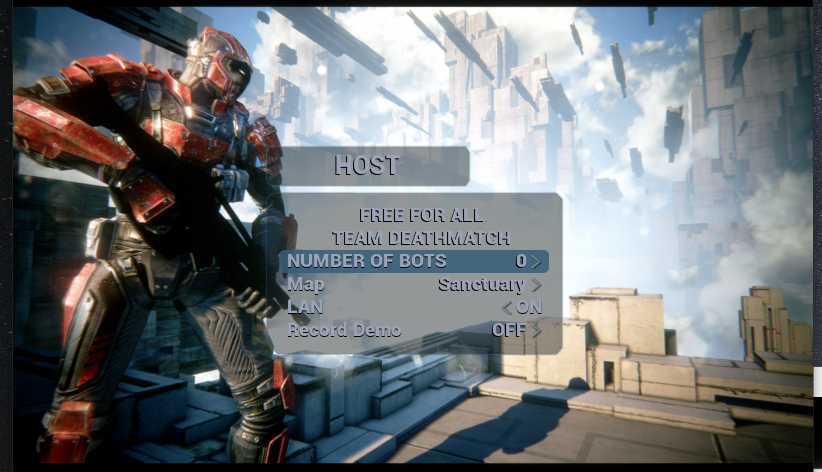 HOST
FREE FOR ALL
TEAM DEATHMATCH
NUMBER OF BOTS 0 >
Map Sanctuary >
LAN < ON
Record Demo OFF >